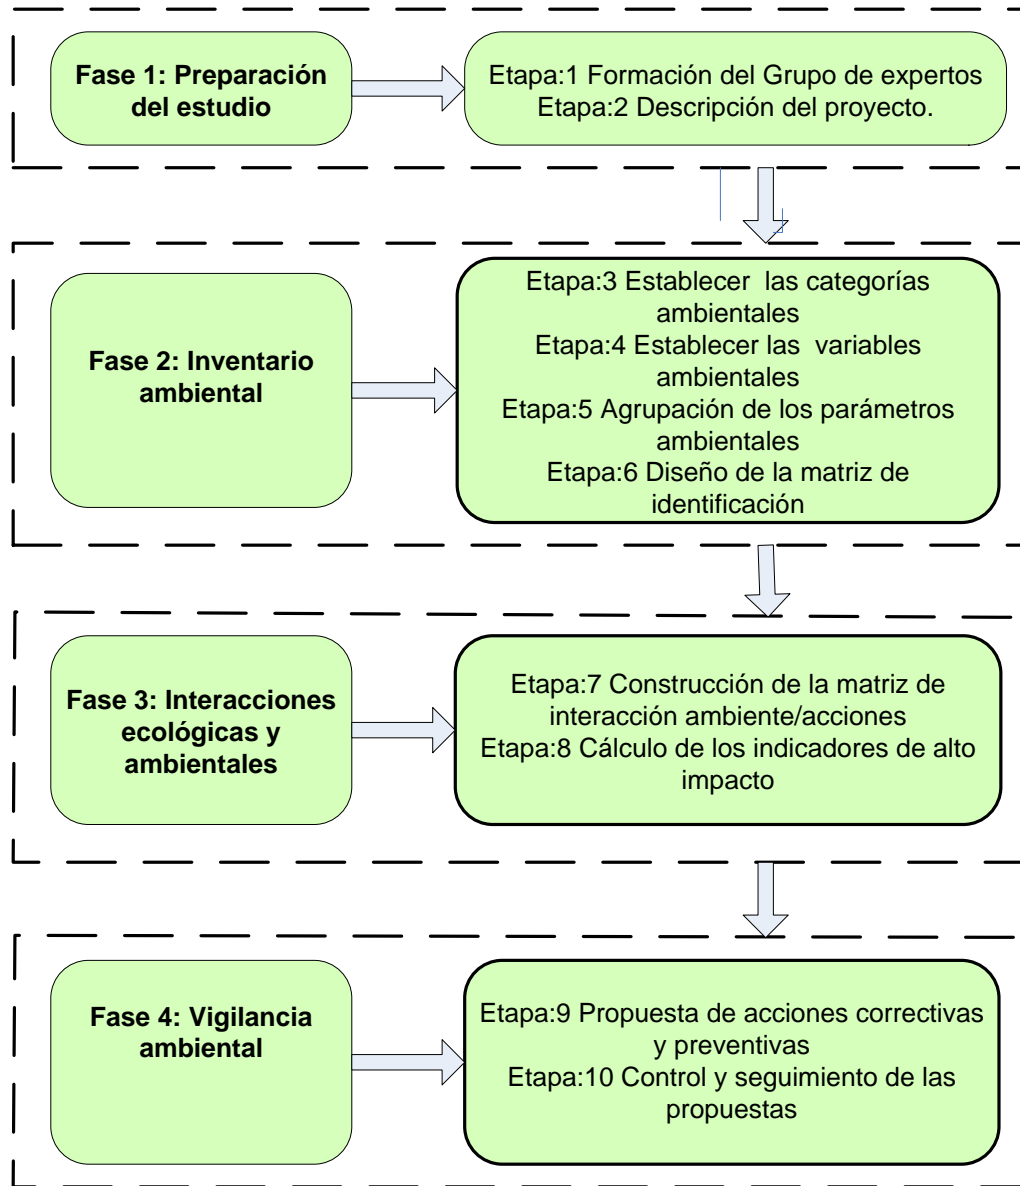 Fase 1: Preparación
del estudio
Etapa:1 Formación del Grupo de expertos
Etapa:2 Descripción del proyecto.
Fase 2: Inventario
ambiental
Etapa:3 Establecer  las categorías
ambientales
Etapa:4 Establecer las  variables
ambientales
Etapa:5 Agrupación de los parámetros
ambientales
Etapa:6 Diseño de la matriz de
identificación
Fase 3: Interacciones
ecológicas y
ambientales
Etapa:7 Construcción de la matriz de
interacción ambiente/acciones
Etapa:8 Cálculo de los indicadores de alto
impacto
Fase 4: Vigilancia
ambiental
Etapa:9 Propuesta de acciones correctivas
y preventivas
Etapa:10 Control y seguimiento de las
propuestas